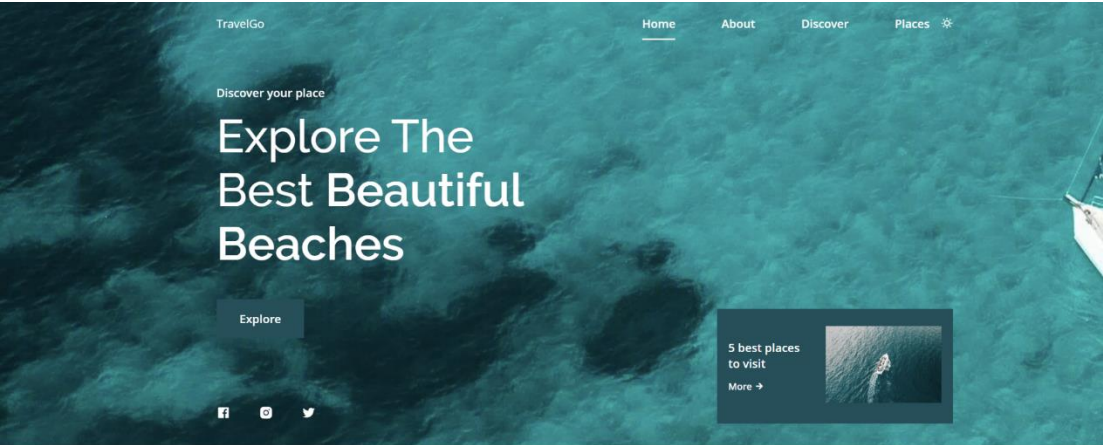 TravelGo
Home About Discover Places
Discover your place
Explore The
Best Beautiful
Beaches
Explore
5 best places
to visit
More →